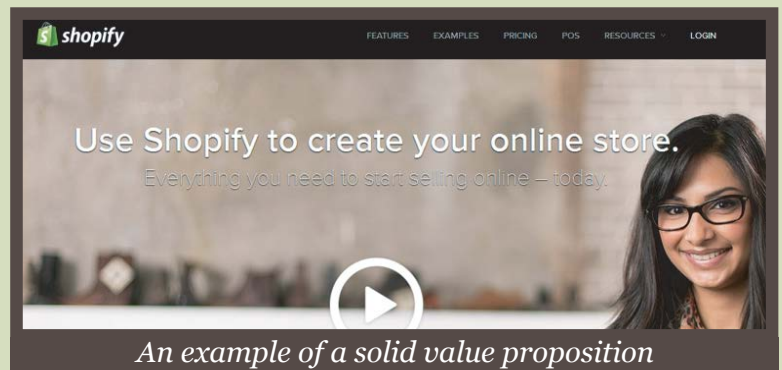 shopify FEATURES EXAMPLES PRICING POS RESOURCES LOGIN
Use Shopify to create your online store.
Everything you need to start selling online – today.
An example of a solid value proposition